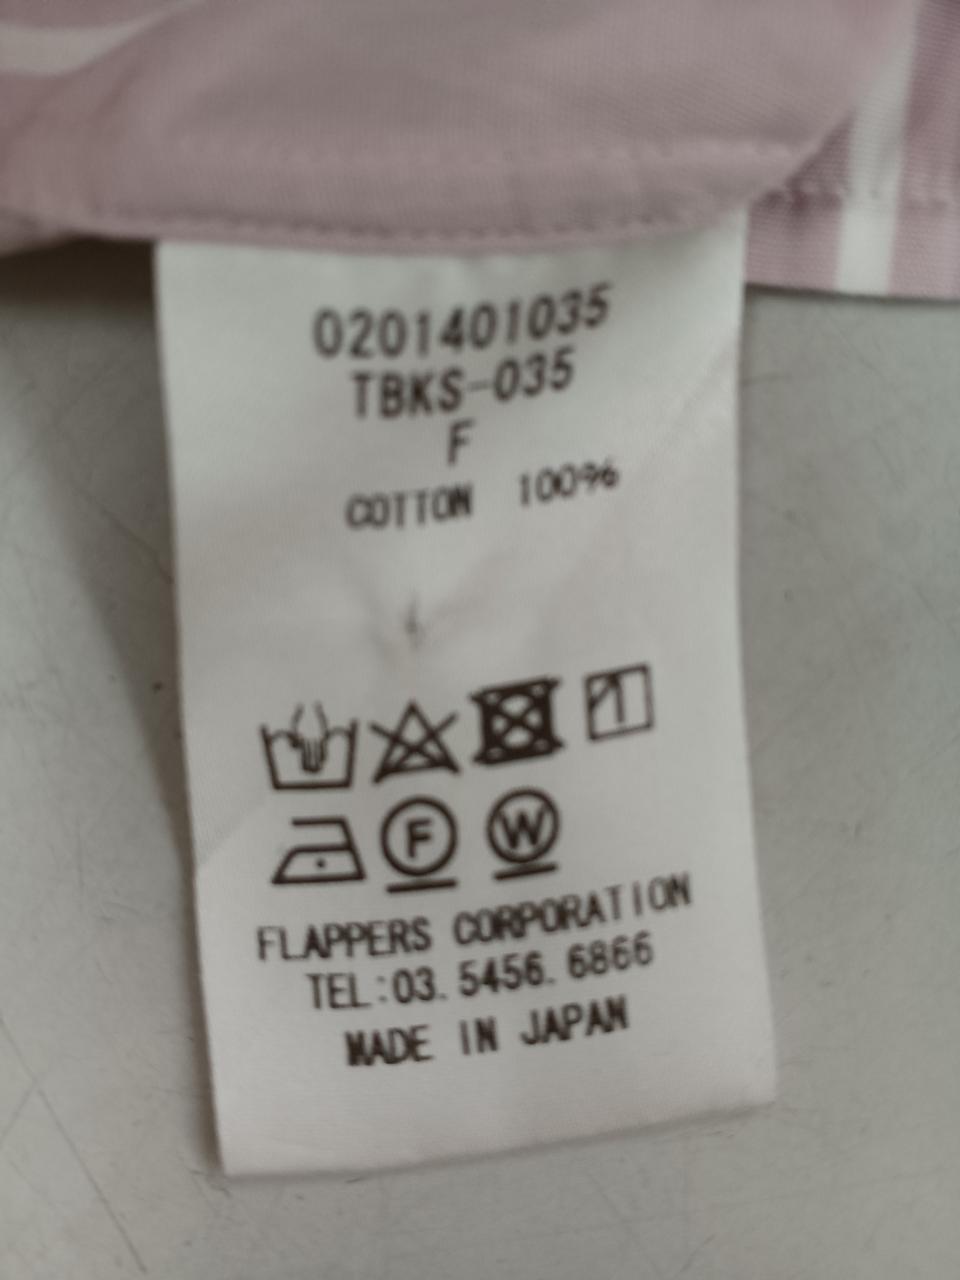 0201401035
TBKS-035
F
COTTON 100%
F W
FLAPPERS CORPORATION
TEL:03. 5456. 6866
MADE IN JAPAN